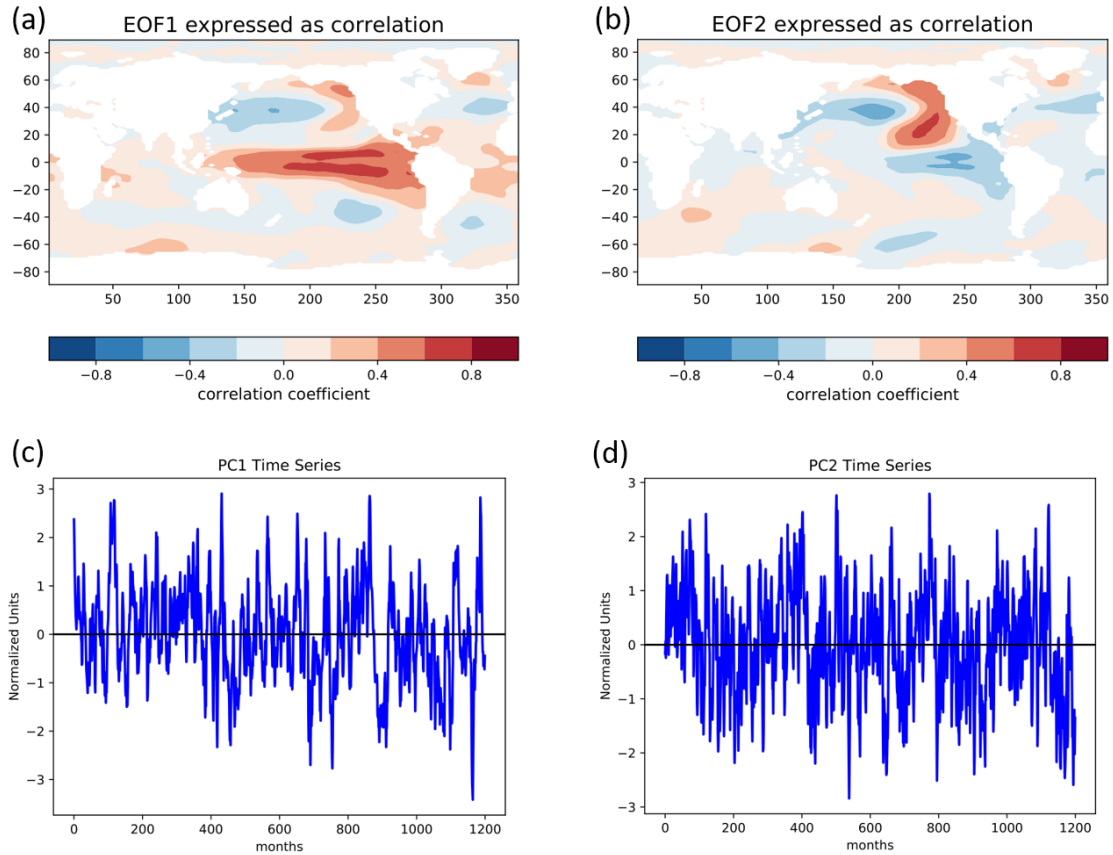 (a)
EOF1 expressed as correlation
80
60
40
20
0
−20
−40
−60
−80
50 100 150 200 250 300 350
−0.8 −0.4 0.0 0.4 0.8
correlation coefficient
(b)
EOF2 expressed as correlation
80
60
40
20
0
−20
−40
−60
−80
50 100 150 200 250 300 350
−0.8 −0.4 0.0 0.4 0.8
correlation coefficient
(c)
PC1 Time Series
Normalized Units
3
2
1
0
−1
−2
−3
0 200 400 600 800 1000 1200
months
(d)
PC2 Time Series
Normalized Units
3
2
1
0
−1
−2
−3
0 200 400 600 800 1000 1200
months